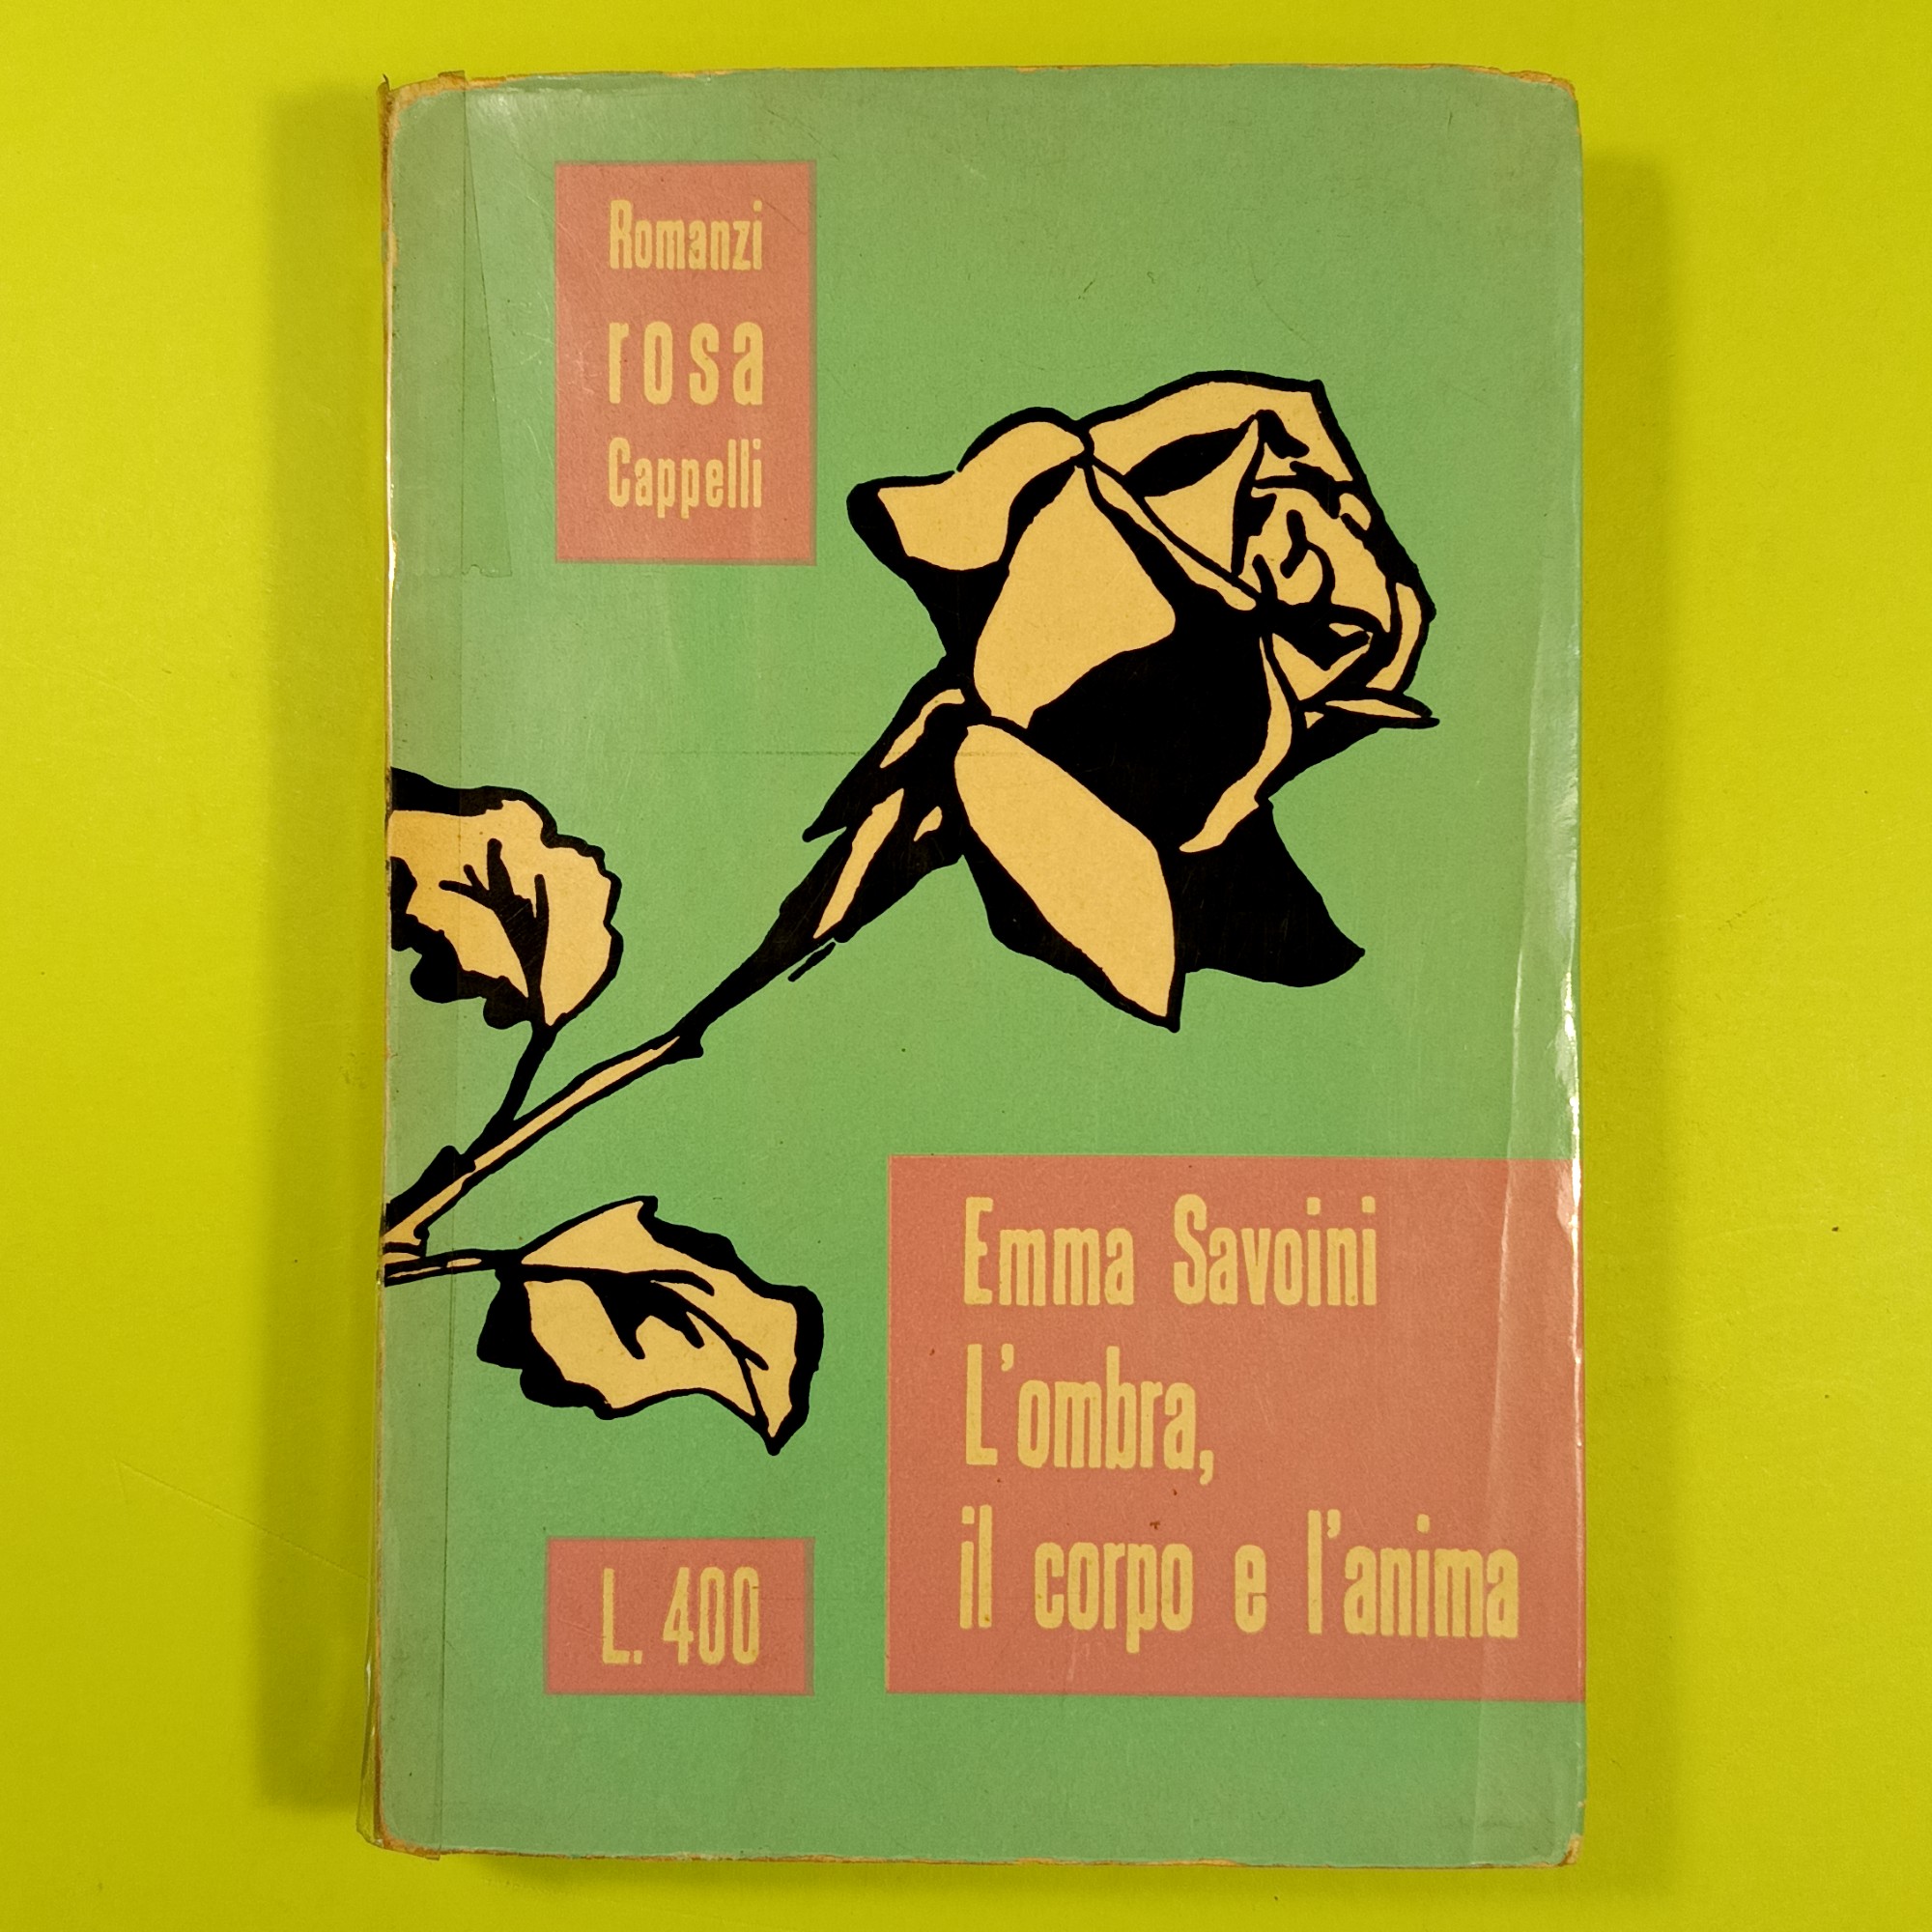 Romanzi
rosa
Cappelli
Emma Savoini
L'ombra,
il corpo e l'anima
L. 400